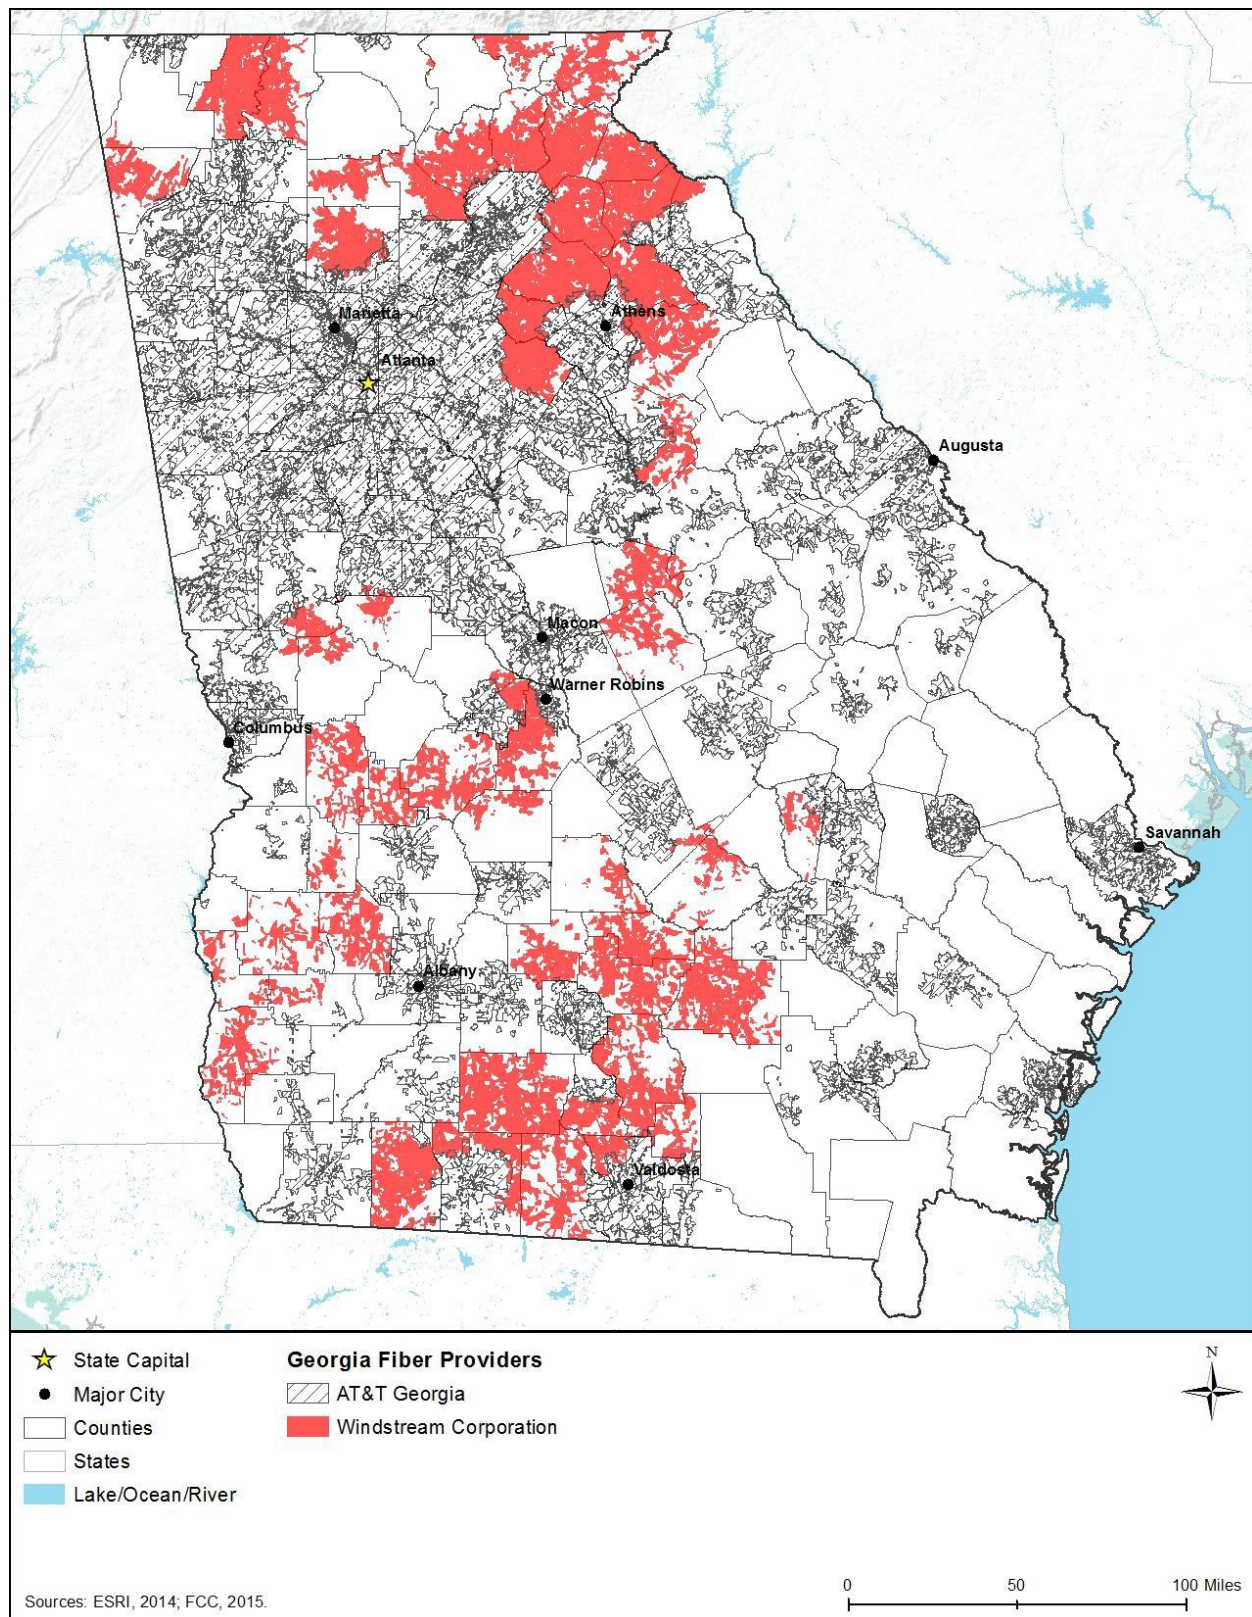 Marietta
Athens
Atlanta
Augusta
Macon
Warner Robins
Columbus
Savannah
Albany
Valdosta
State Capital
Major City
Counties
States
Lake/Ocean/River
Georgia Fiber Providers
AT&T Georgia
Windstream Corporation
N
0 50 100 Miles
Sources: ESRI, 2014; FCC, 2015.